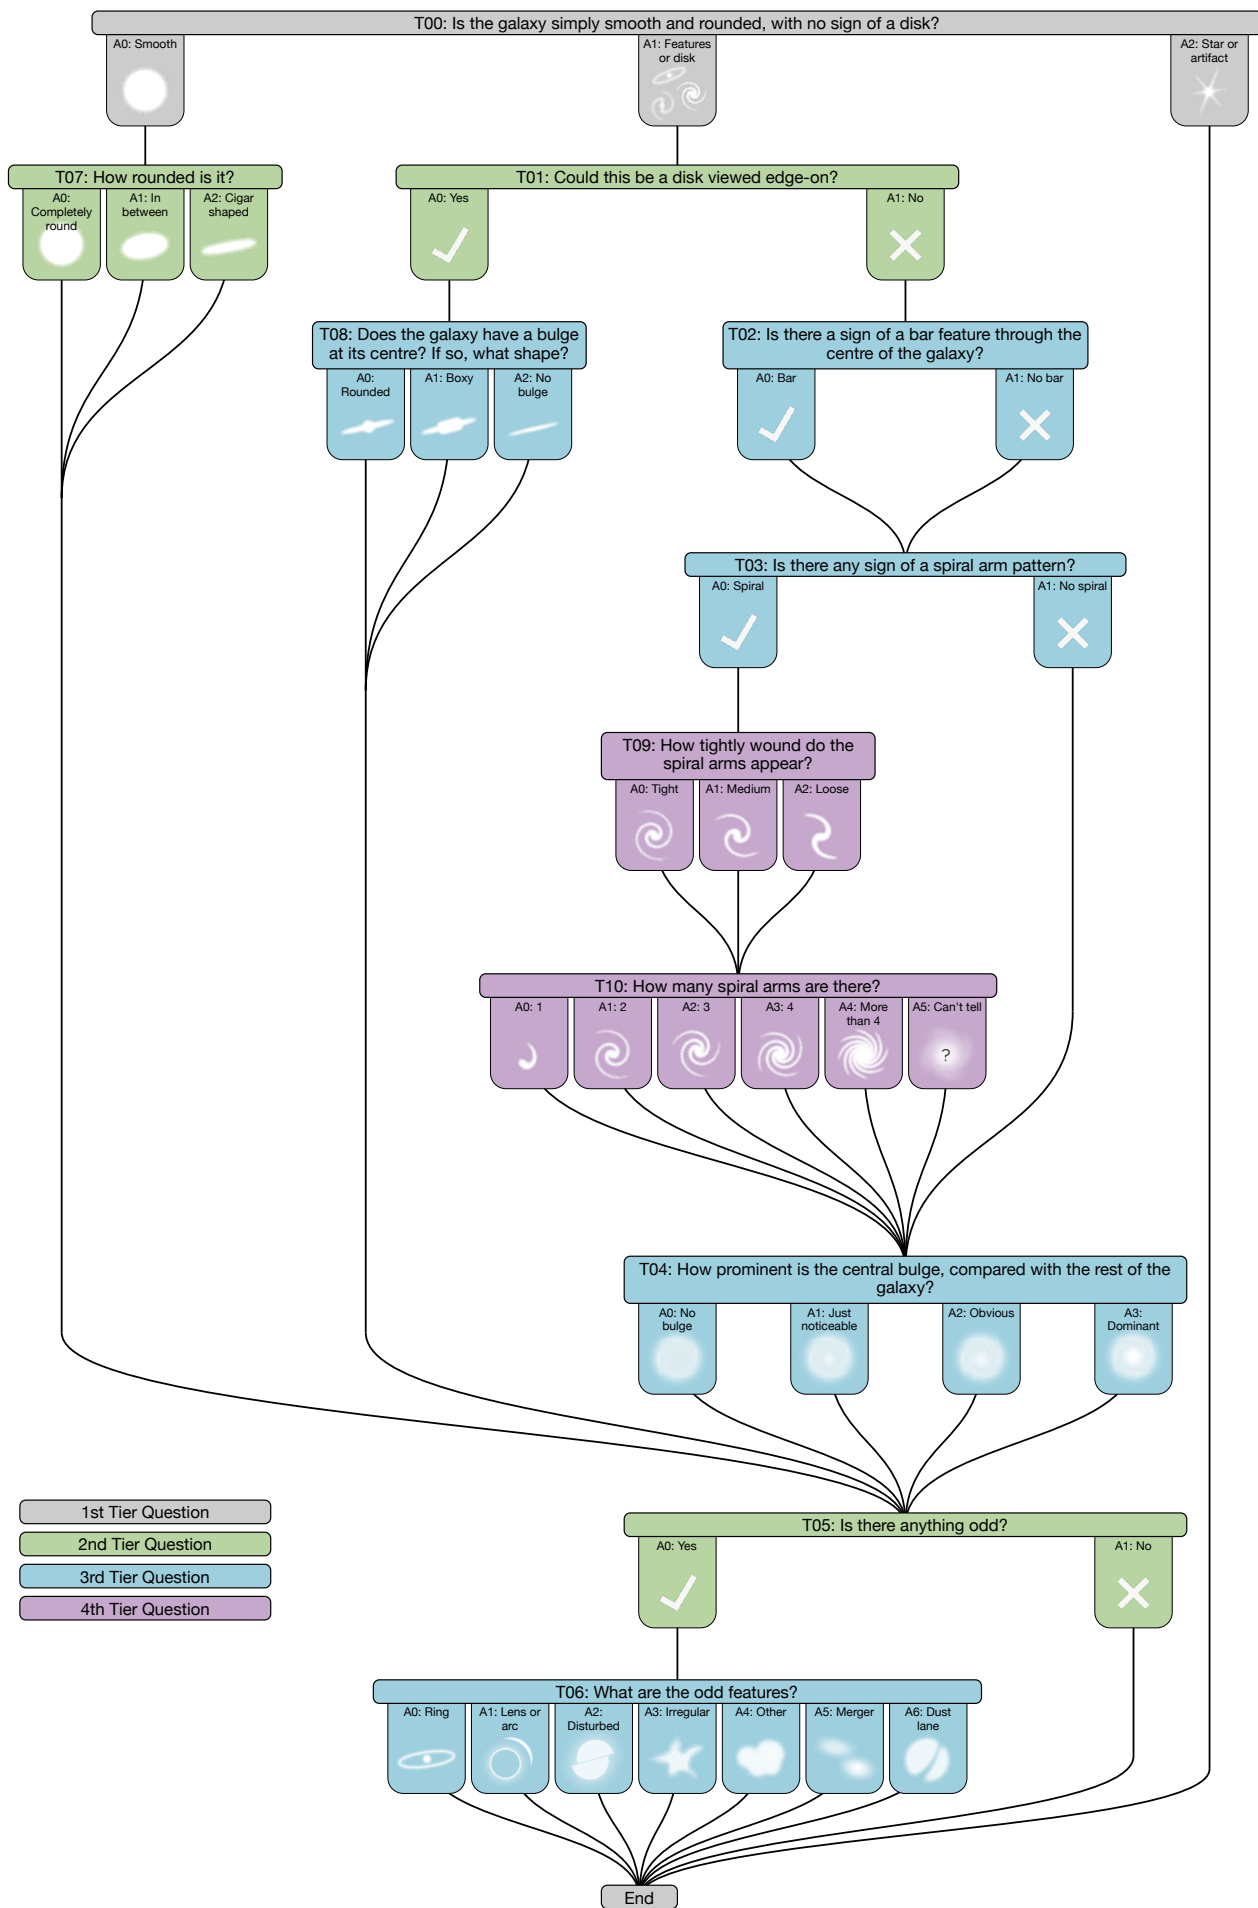 T00: Is the galaxy simply smooth and rounded, with no sign of a disk?
A0: Smooth
A1: Features
or disk
A2: Star or
artifact
T07: How rounded is it?
A0:
Completely
round
A1: In
between
A2: Cigar
shaped
T01: Could this be a disk viewed edge-on?
A0: Yes
A1: No
T08: Does the galaxy have a bulge
at its centre? If so, what shape?
A0:
Rounded
A1: Boxy
A2: No
bulge
T02: Is there a sign of a bar feature through the
centre of the galaxy?
A0: Bar
A1: No bar
T03: Is there any sign of a spiral arm pattern?
A0: Spiral
A1: No spiral
T09: How tightly wound do the
spiral arms appear?
A0: Tight
A1: Medium
A2: Loose
T10: How many spiral arms are there?
A0: 1
A1: 2
A2: 3
A3: 4
A4: More
than 4
A5: Can't tell
?
T04: How prominent is the central bulge, compared with the rest of the
galaxy?
A0: No
bulge
A1: Just
noticeable
A2: Obvious
A3:
Dominant
1st Tier Question
2nd Tier Question
3rd Tier Question
4th Tier Question
T05: Is there anything odd?
A0: Yes
A1: No
T06: What are the odd features?
A0: Ring
A1: Lens or
arc
A2:
Disturbed
A3: Irregular
A4: Other
A5: Merger
A6: Dust
lane
End